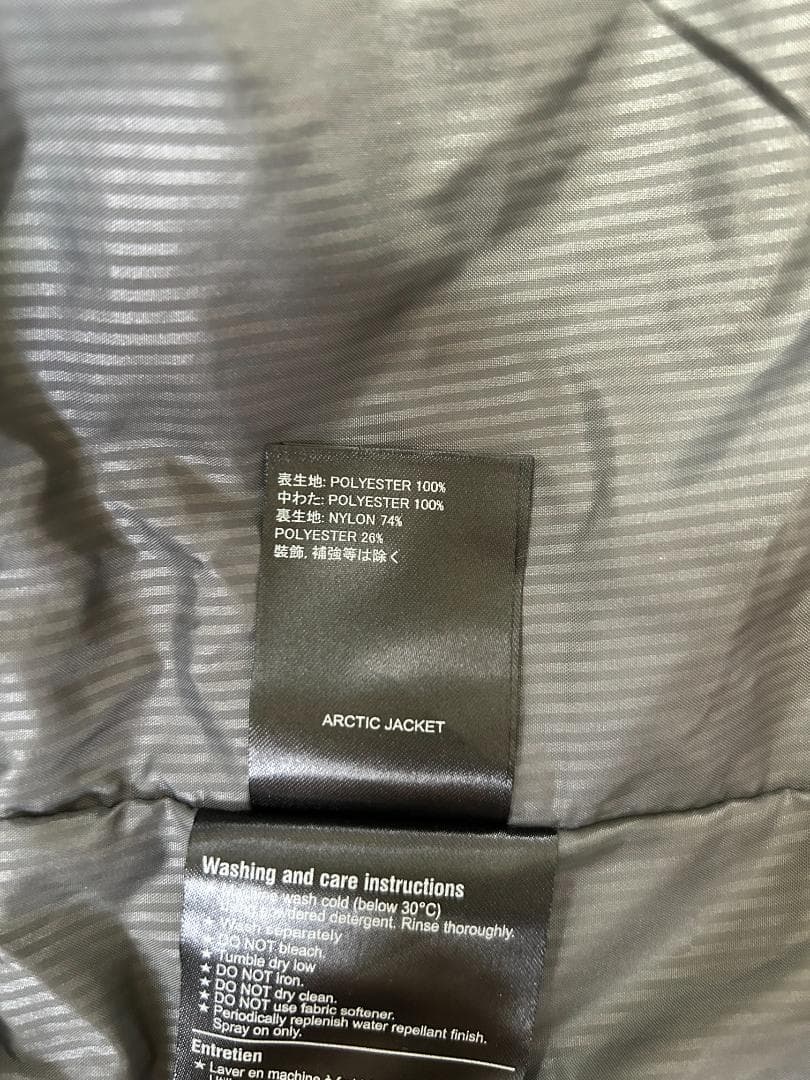 表生地: POLYESTER 100%
中わた: POLYESTER 100%
裏生地: NYLON 74%
POLYESTER 26%
装飾, 補強等は除く
ARCTIC JACKET
Washing and care instructions
wash cold (below 30°C)
powdered detergent. Rinse thoroughly.
★ Wash separately
★ DO NOT bleach.
★ Tumble dry low
★ DO NOT iron.
★ DO NOT dry clean.
★ DO NOT use fabric softener.
★ Periodically replenish water repellant finish.
Spray on only.
Entretien
★ Laver en machine à